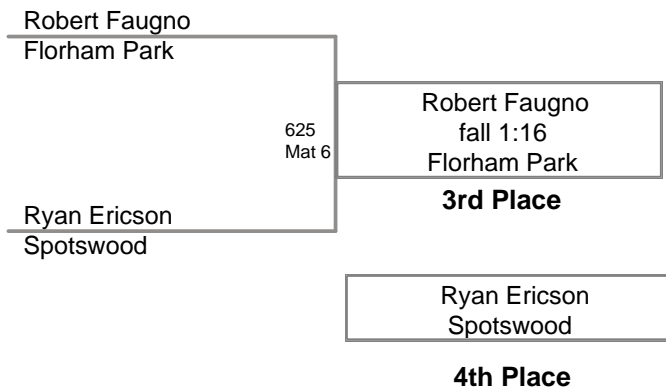 Robert Faugno
Florham Park
625
Mat 6
Robert Faugno
fall 1:16
Florham Park
3rd Place
Ryan Ericson
Spotswood
Ryan Ericson
Spotswood
4th Place